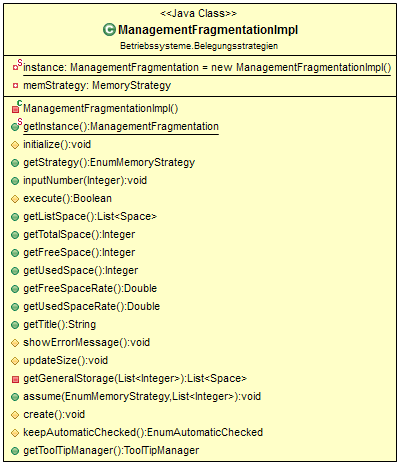 <<Java Class>>
ManagementFragmentationImpl
Betriebssysteme.Belegungsstrategien
instance: ManagementFragmentation = new ManagementFragmentationImpl()
memStrategy: MemoryStrategy
ManagementFragmentationImpl()
getInstance():ManagementFragmentation
initialize():void
getStrategy():EnumMemoryStrategy
inputNumber(Integer):void
execute():Boolean
getListSpace():List<Space>
getTotalSpace():Integer
getFreeSpace():Integer
getUsedSpace():Integer
getFreeSpaceRate():Double
getUsedSpaceRate():Double
getTitle():String
showErrorMessage():void
updateSize():void
getGeneralStorage(List<Integer>):List<Space>
assume(EnumMemoryStrategy,List<Integer>):void
create():void
keepAutomaticChecked():EnumAutomaticChecked
getToolTipManager():ToolTipManager